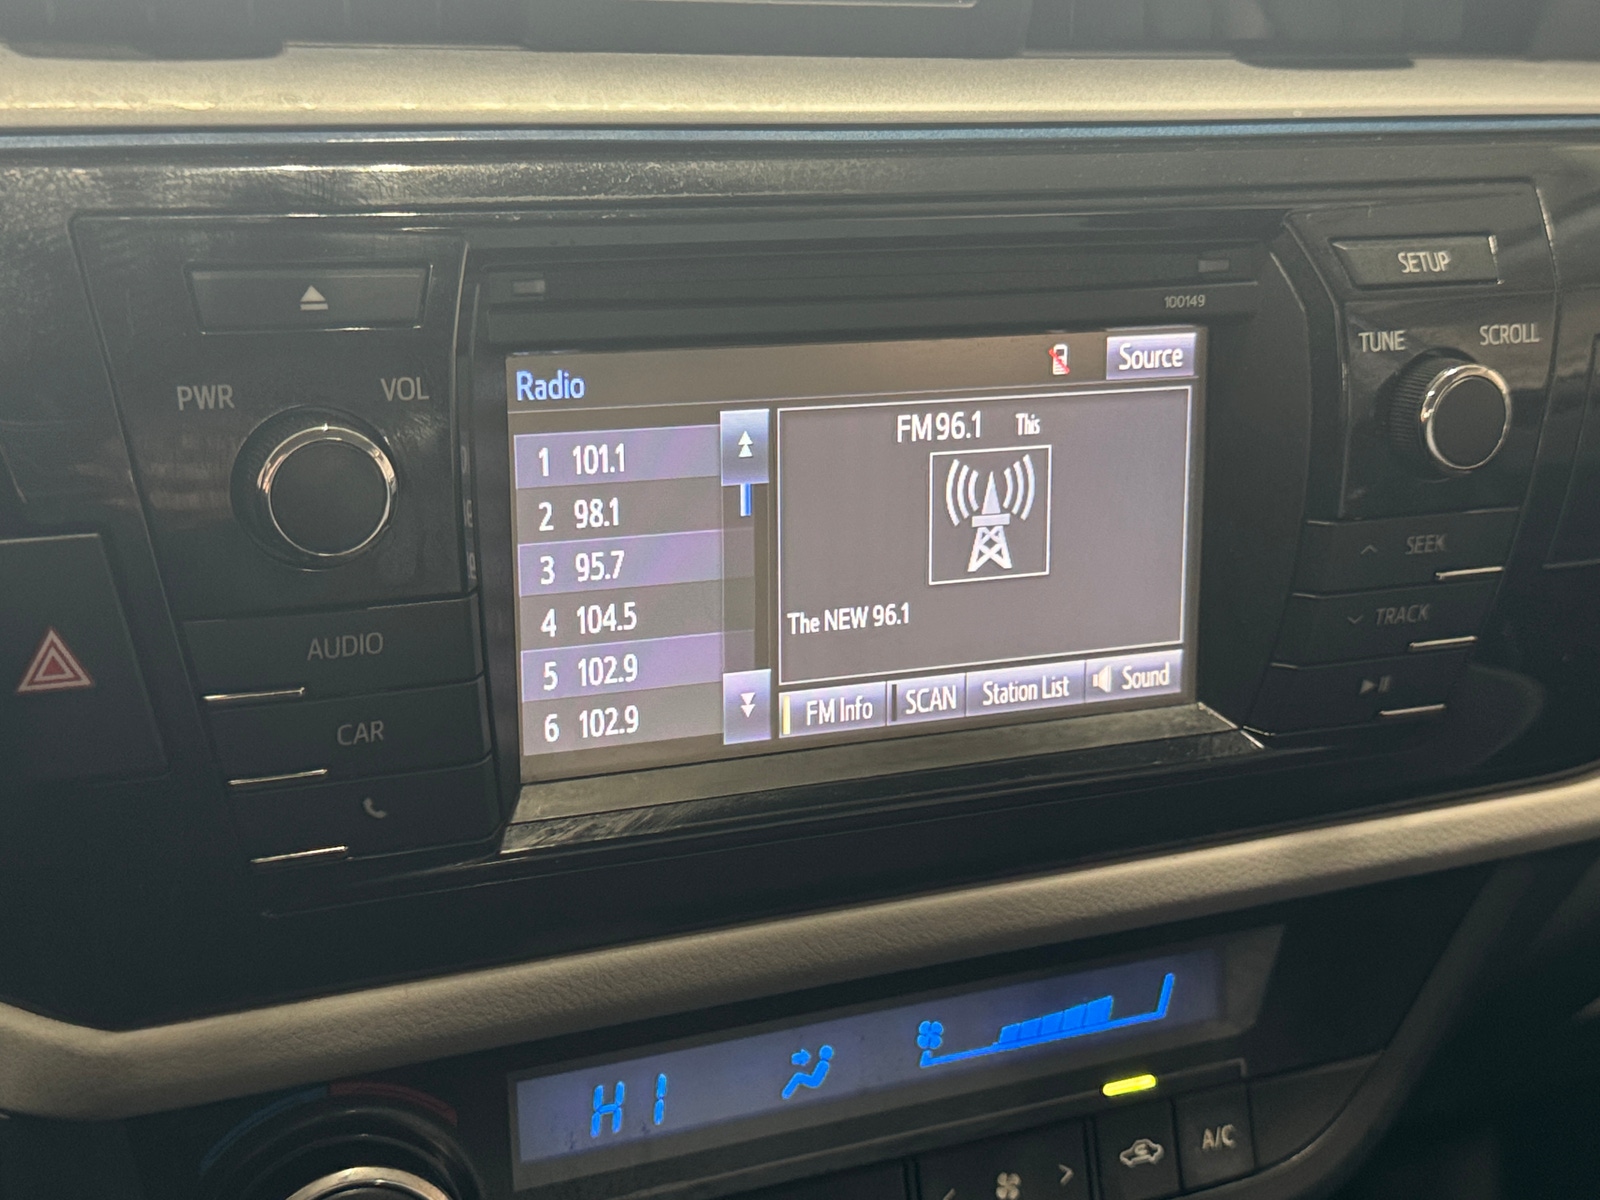 SETUP
100149
TUNE SCROLL
PWR VOL
Radio
Source
FM 96.1 This
1 101.1
2 98.1
3 95.7
4 104.5
5 102.9
6 102.9
The NEW 96.1
FM Info
SCAN
Station List
Sound
SEEK
TRACK
AUDIO
CAR
HI
A/C